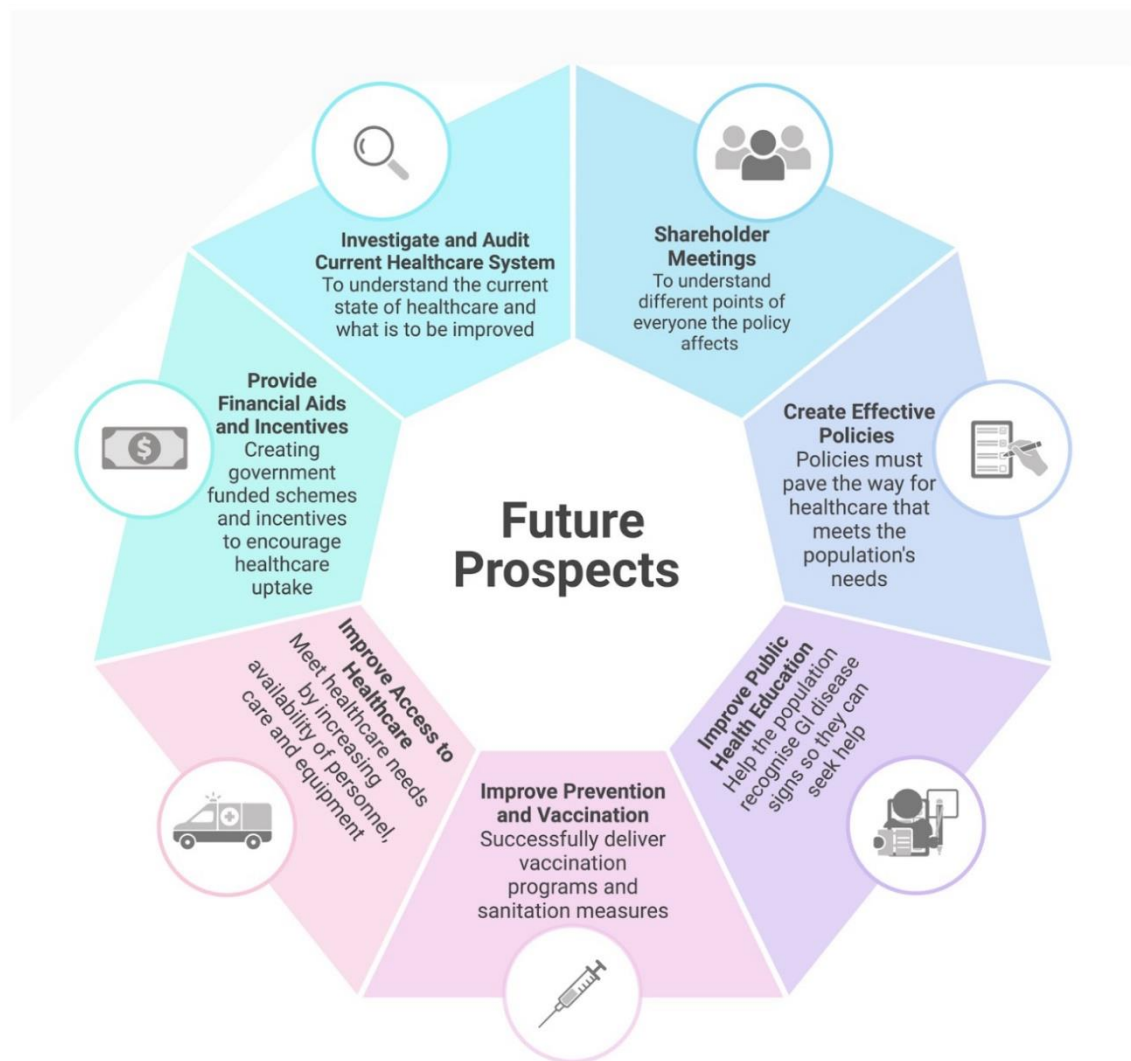 Future
Prospects
Investigate and Audit
Current Healthcare System
To understand the current
state of healthcare and
what is to be improved
Shareholder
Meetings
To understand
different points of
everyone the policy
affects
Create Effective
Policies
Policies must
pave the way for
healthcare that
meets the
population's
needs
Improve Public
Health Education
Help the population
recognise GI disease
signs so they can
seek help
Improve Prevention
and Vaccination
Successfully deliver
vaccination
programs and
sanitation measures
Improve Access to
Healthcare
Meet healthcare needs
by increasing
availability of personnel,
care and equipment
Provide
Financial Aids
and Incentives
Creating
government
funded schemes
and incentives
to encourage
healthcare
uptake